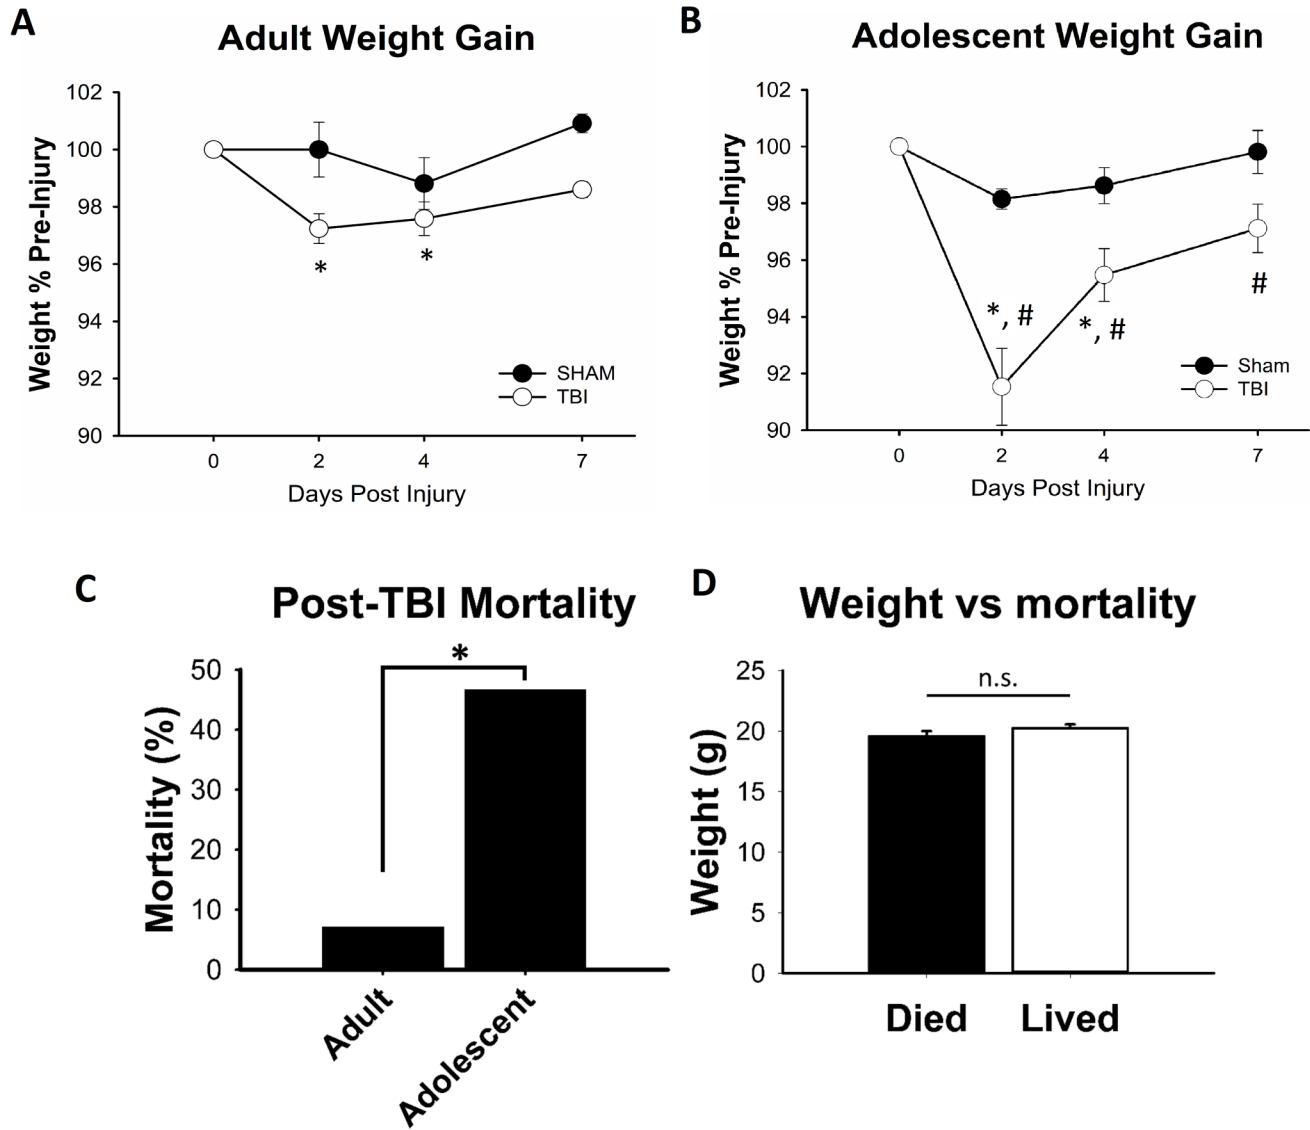 A
Adult Weight Gain
Weight % Pre-Injury
102
100
98
96
94
92
90
*
*
SHAM
TBI
0 2 4 7
Days Post Injury
B
Adolescent Weight Gain
Weight % Pre-Injury
102
100
98
96
94
92
90
*, #
*, #
#
Sham
TBI
0 2 4 7
Days Post Injury
C
Post-TBI Mortality
Mortality (%)
50
40
30
20
10
0
*
Adult
Adolescent
D
Weight vs mortality
Weight (g)
25
20
15
10
5
0
n.s.
Died Lived